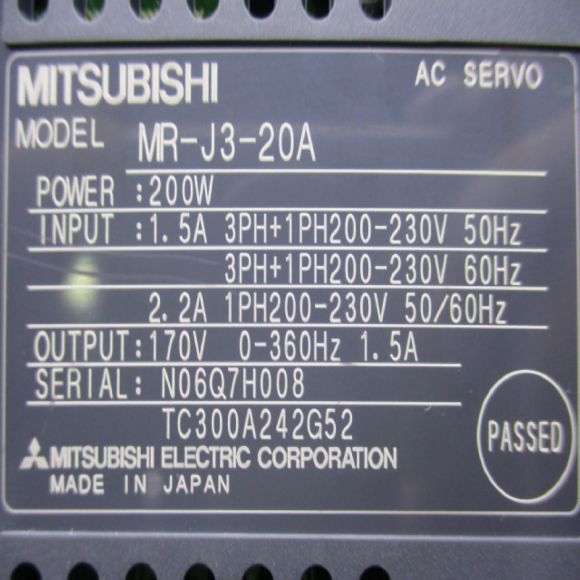 MITSUBISHI AC SERVO
MODEL MR-J3-20A
POWER :200W
INPUT :1.5A 3PH+1PH200-230V 50Hz
3PH+1PH200-230V 60Hz
2.2A 1PH200-230V 50/60Hz
OUTPUT:170V 0-360Hz 1.5A
SERIAL: N06Q7H008
TC300A242G52
PASSED
MITSUBISHI ELECTRIC CORPORATION
MADE IN JAPAN